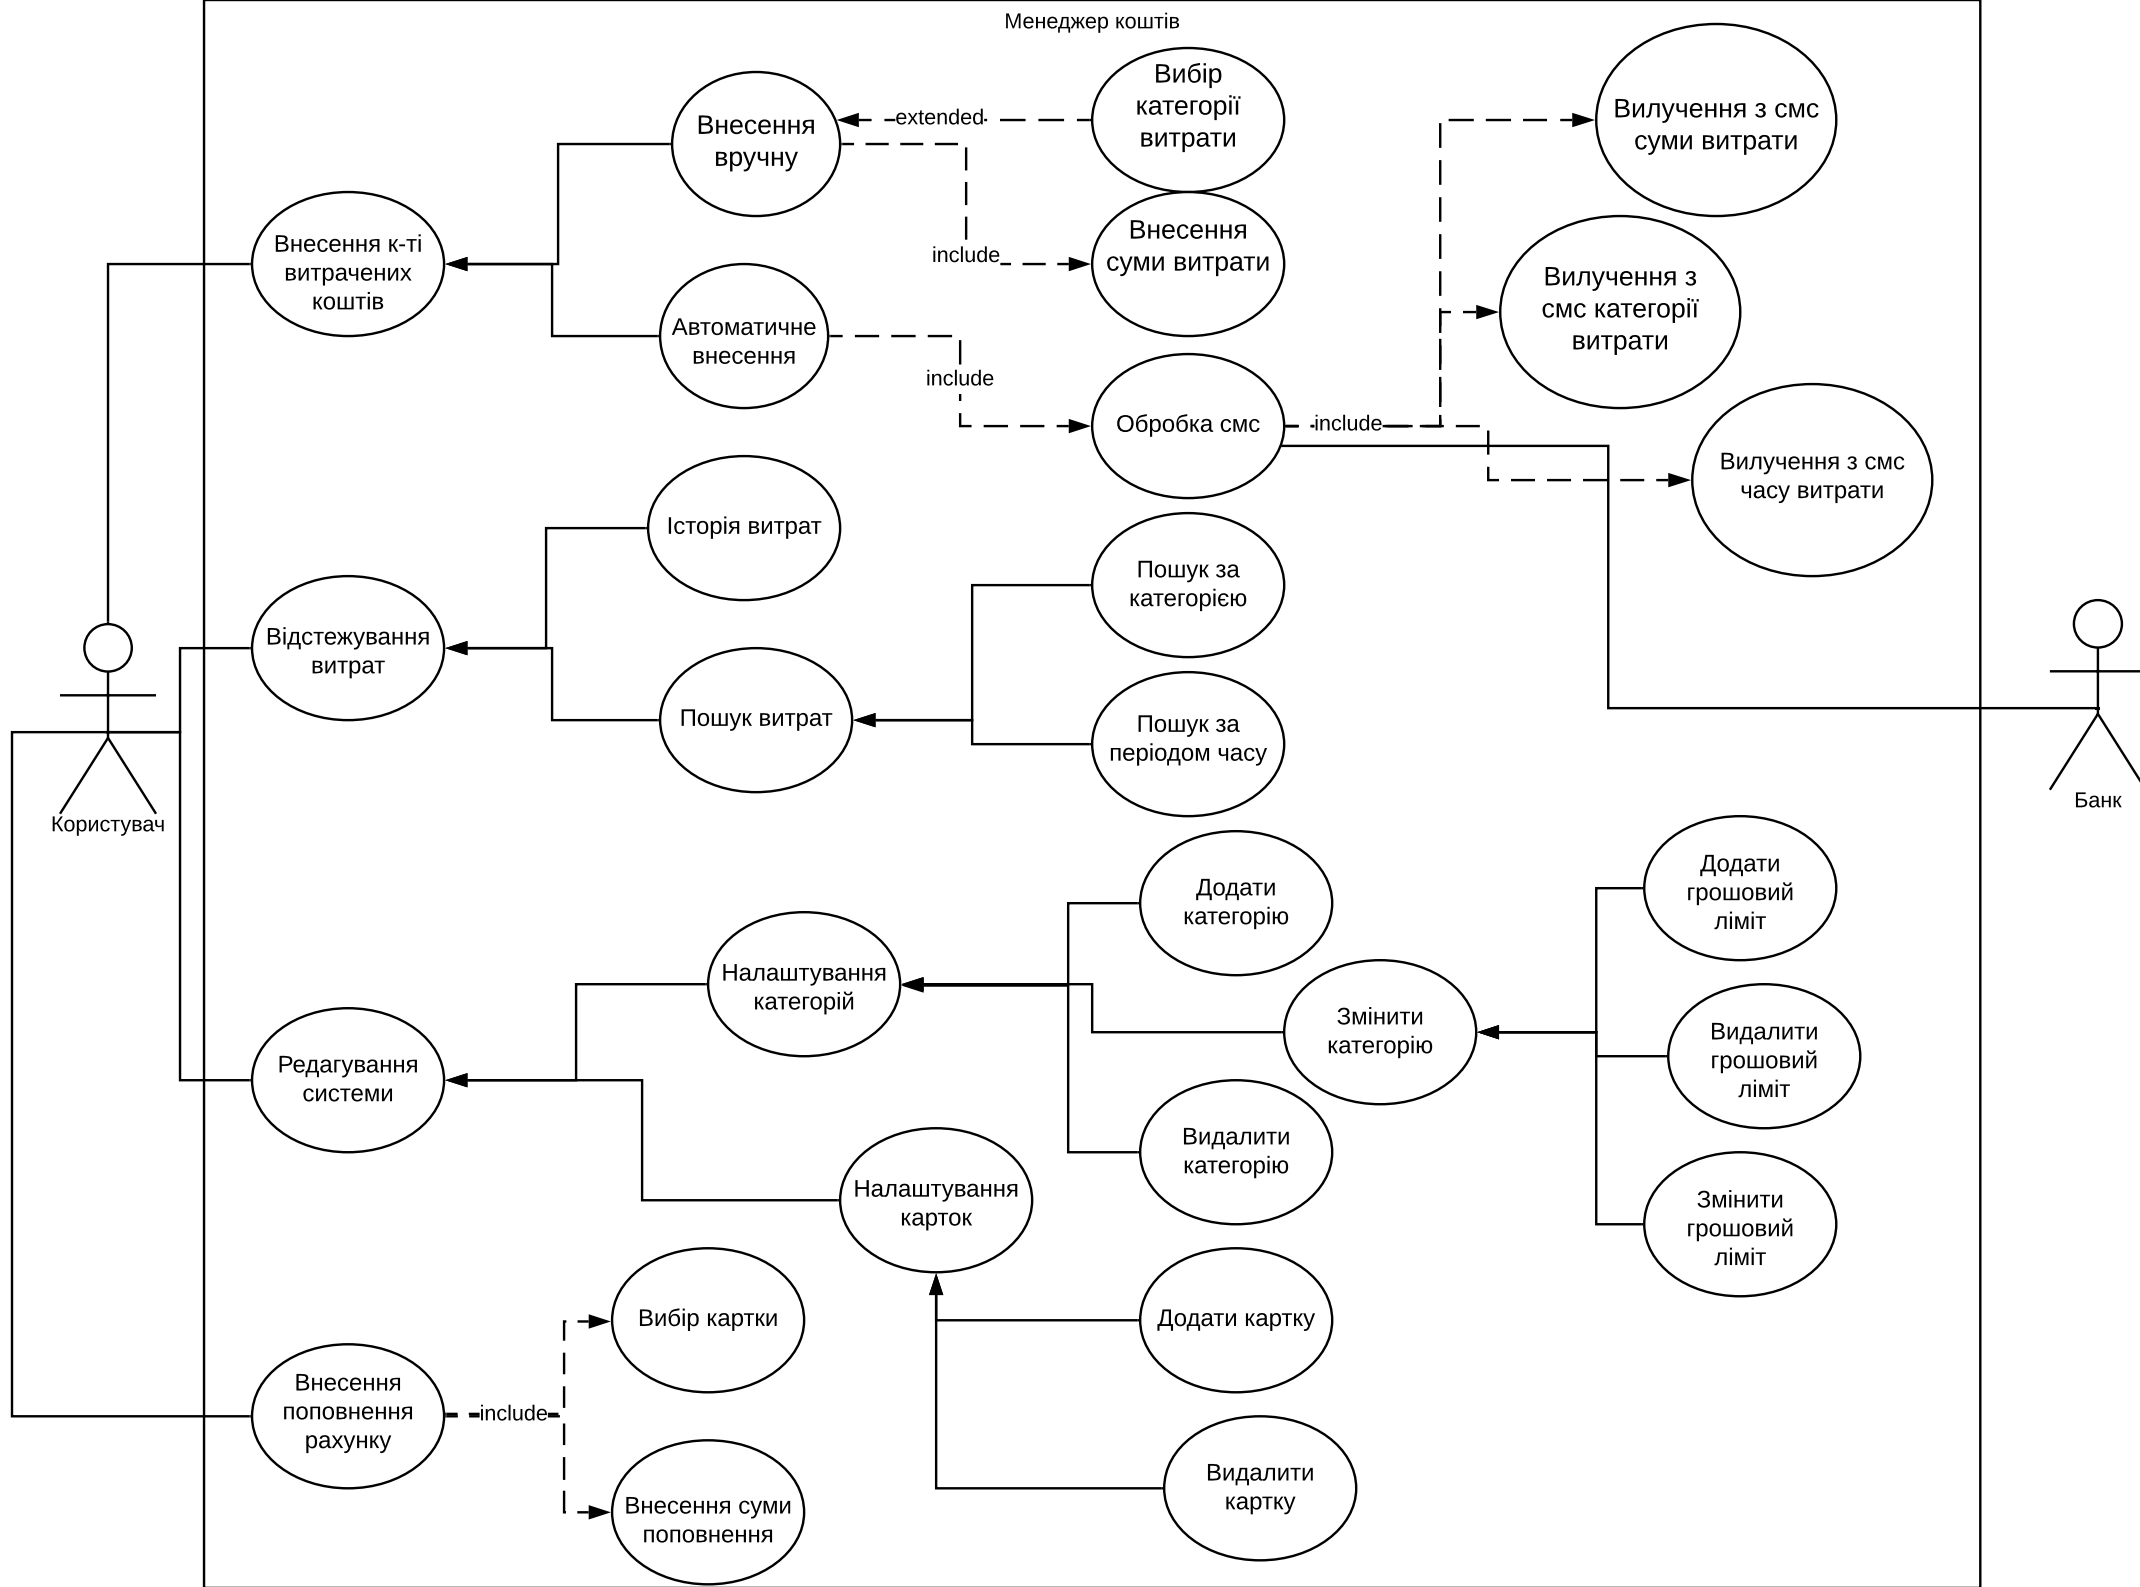 Менеджер коштів
Вибір
категорії
витрати
extended
Внесення
вручну
Вилучення з смс
суми витрати
Внесення к-ті
витрачених
коштів
Внесення
суми витрати
include
Вилучення з
смс категорії
витрати
Автоматичне
внесення
include
Обробка смс
include
Вилучення з смс
часу витрати
Історія витрат
Пошук за
категорією
Відстежування
витрат
Пошук витрат
Пошук за
періодом часу
Користувач
Банк
Додати
категорію
Додати
грошовий
ліміт
Налаштування
категорій
Змінити
категорію
Видалити
грошовий
ліміт
Редагування
системи
Видалити
категорію
Налаштування
карток
Змінити
грошовий
ліміт
Вибір картки
Додати картку
Внесення
поповнення
рахунку
include
Видалити
картку
Внесення суми
поповнення